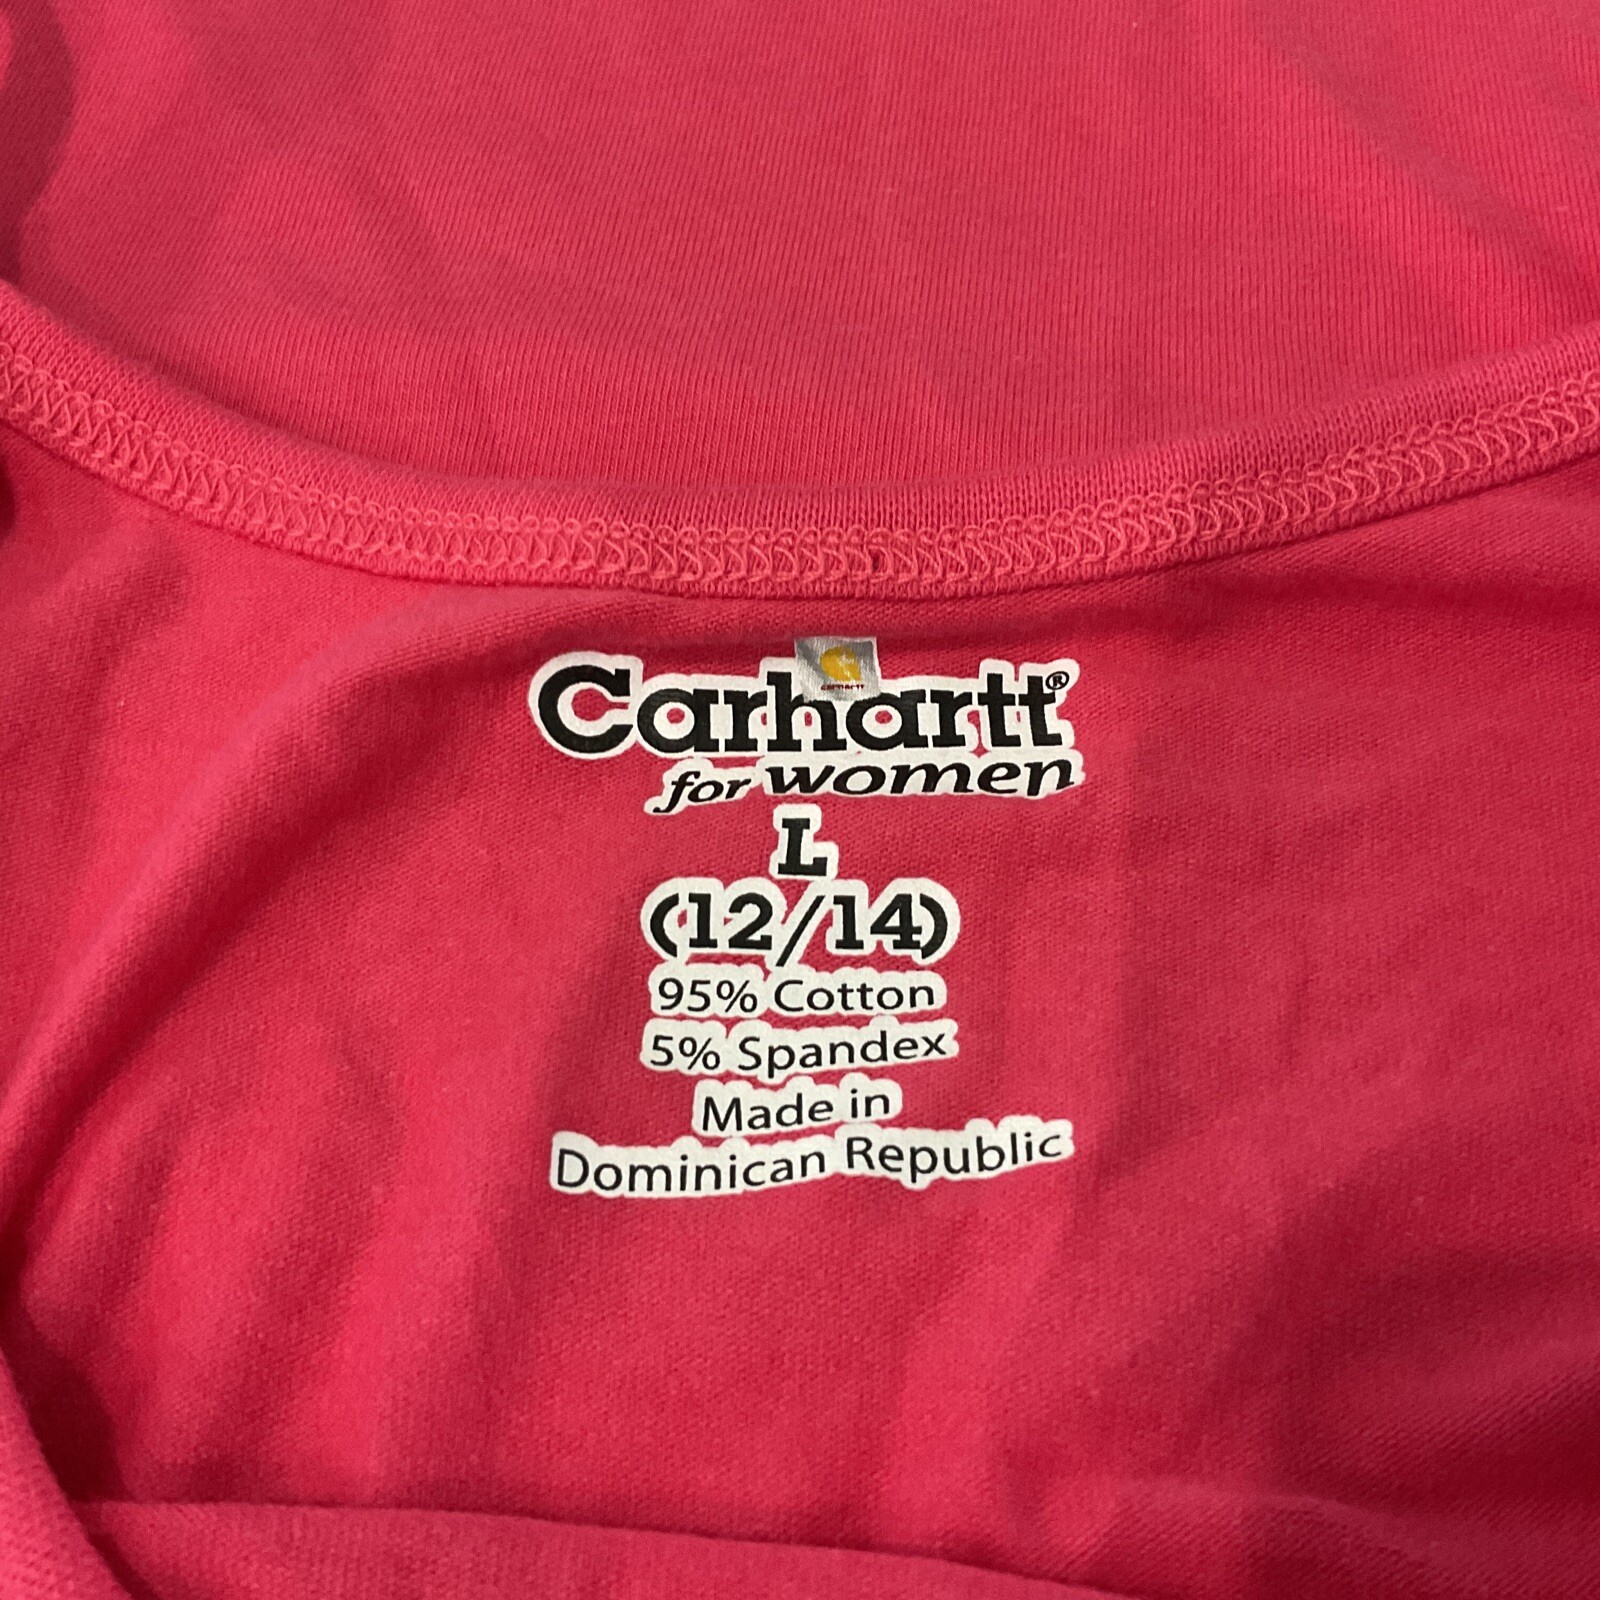 Carhartt®
for women
L
(12/14)
95% Cotton
5% Spandex
Made in
Dominican Republic